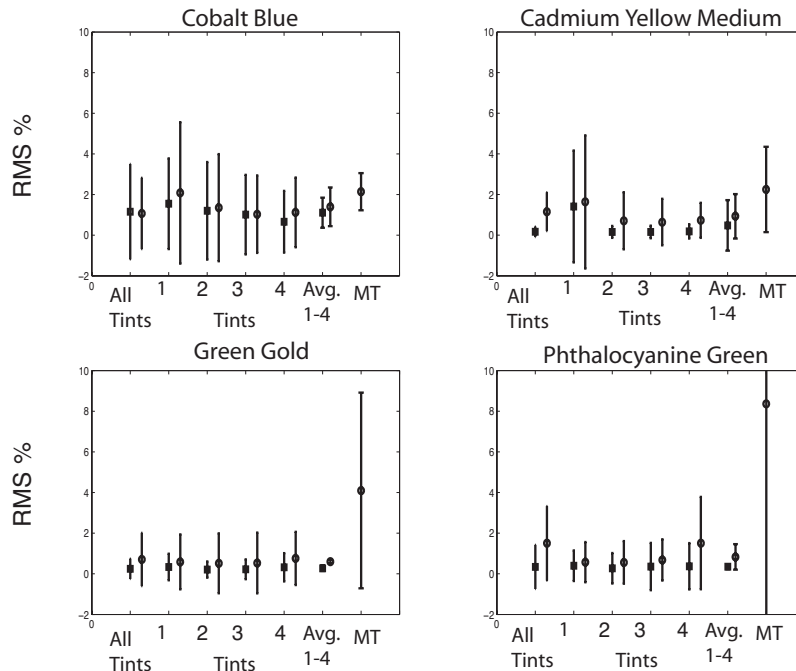 Cobalt Blue
Cadmium Yellow Medium
RMS %
10
8
6
4
2
0
−2
0
All
Tints
1
2
3
4
Tints
Avg.
1-4
MT
10
8
6
4
2
0
−2
0
All
Tints
1
2
3
4
Tints
Avg.
1-4
MT
Green Gold
Phthalocyanine Green
RMS %
10
8
6
4
2
0
−2
0
All
Tints
1
2
3
4
Tints
Avg.
1-4
MT
10
8
6
4
2
0
−2
0
All
Tints
1
2
3
4
Tints
Avg.
1-4
MT